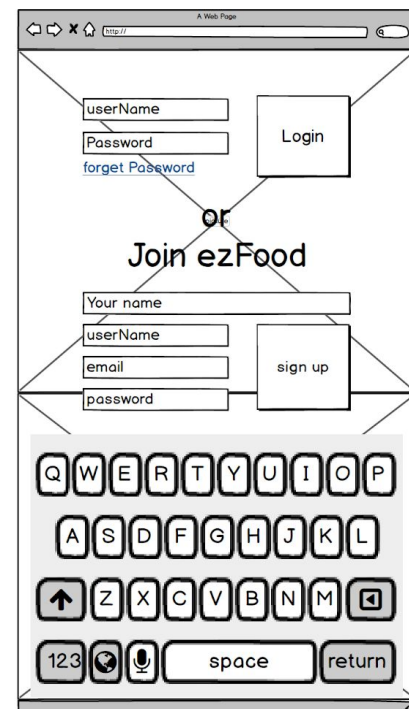 A Web Page
http://
userName
Password
Login
forget Password
or
Join ezFood
Your name
userName
email
sign up
password
Q W E R T Y U I O P
A S D F G H J K L
Z X C V B N M
123 space return